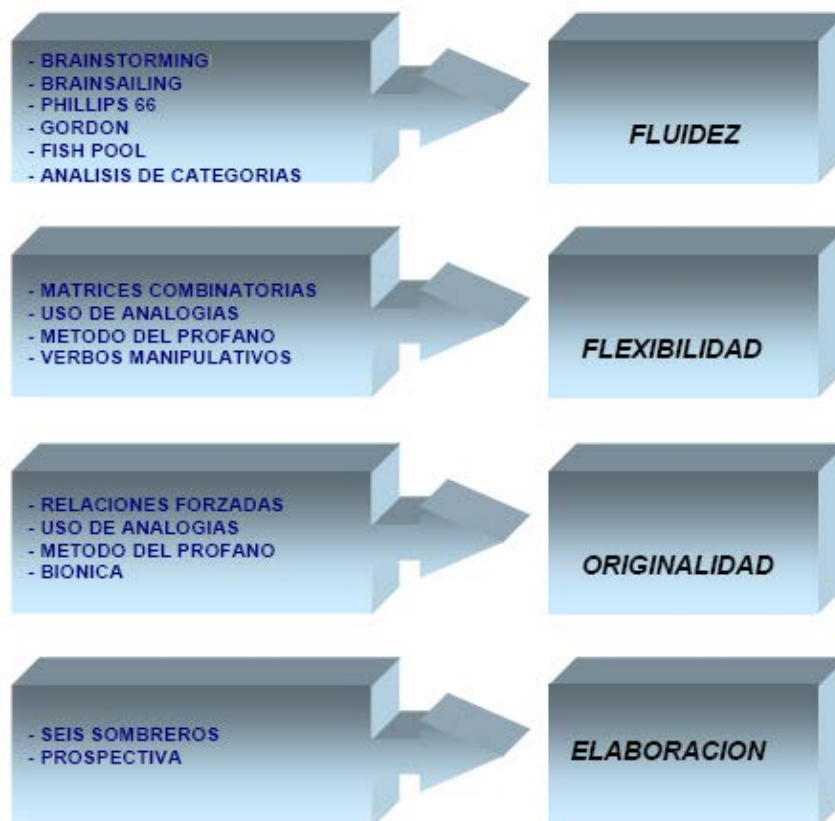 - BRAINSTORMING
- BRAINSAILING
- PHILLIPS 66
- GORDON
- FISH POOL
- ANALISIS DE CATEGORIAS
FLUIDEZ
- MATRICES COMBINATORIAS
- USO DE ANALOGIAS
- METODO DEL PROFANO
- VERBOS MANIPULATIVOS
FLEXIBILIDAD
- RELACIONES FORZADAS
- USO DE ANALOGIAS
- METODO DEL PROFANO
- BIONICA
ORIGINALIDAD
- SEIS SOMBREROS
- PROSPECTIVA
ELABORACION